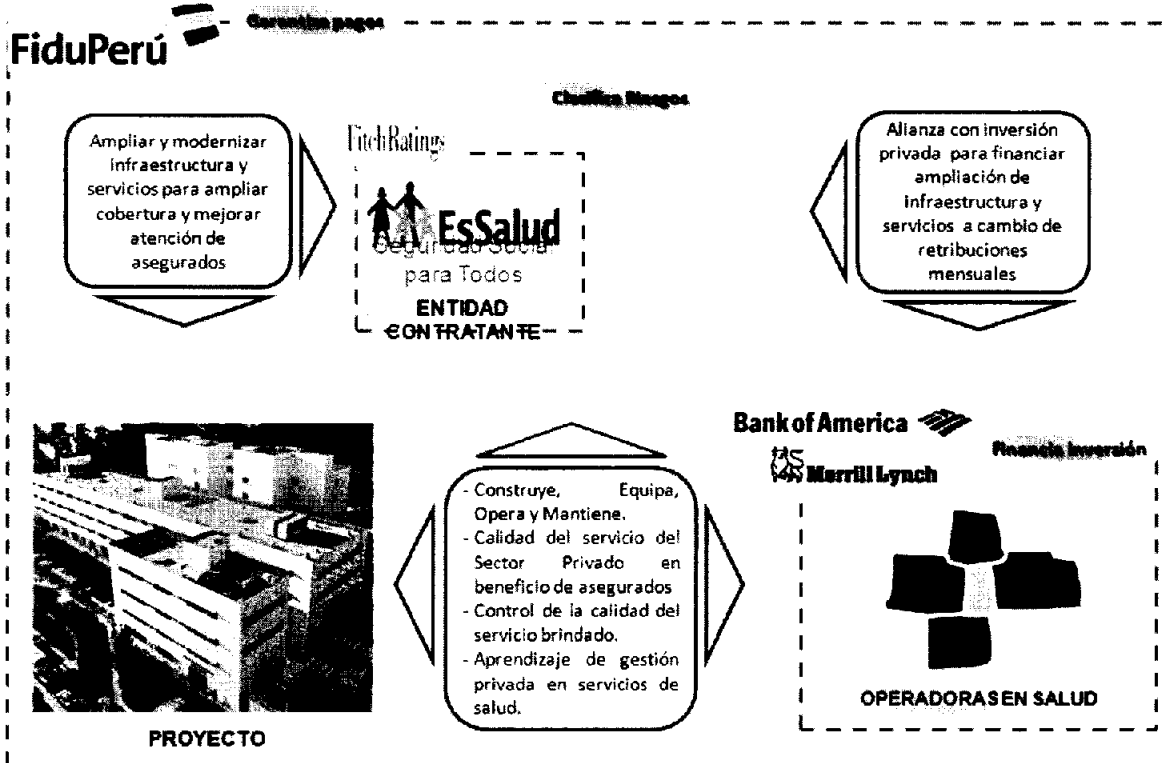 FiduPerú
Garantiza pagos
Clasifica Riesgos
Ampliar y modernizar
infraestructura y
servicios para ampliar
cobertura y mejorar
atención de
asegurados
FitchRatings
EsSalud
Seguridad Social
para Todos
ENTIDAD
CONTRATANTE
Alianza con inversión
privada para financiar
ampliación de
infraestructura y
servicios a cambio de
retribuciones
mensuales
PROYECTO
- Construye, Equipa,
Opera y Mantiene.
- Calidad del servicio del
Sector Privado en
beneficio de asegurados
- Control de la calidad del
servicio brindado.
- Aprendizaje de gestión
privada en servicios de
salud.
Bank of America
Merrill Lynch
Financia inversión
OPERADORAS EN SALUD